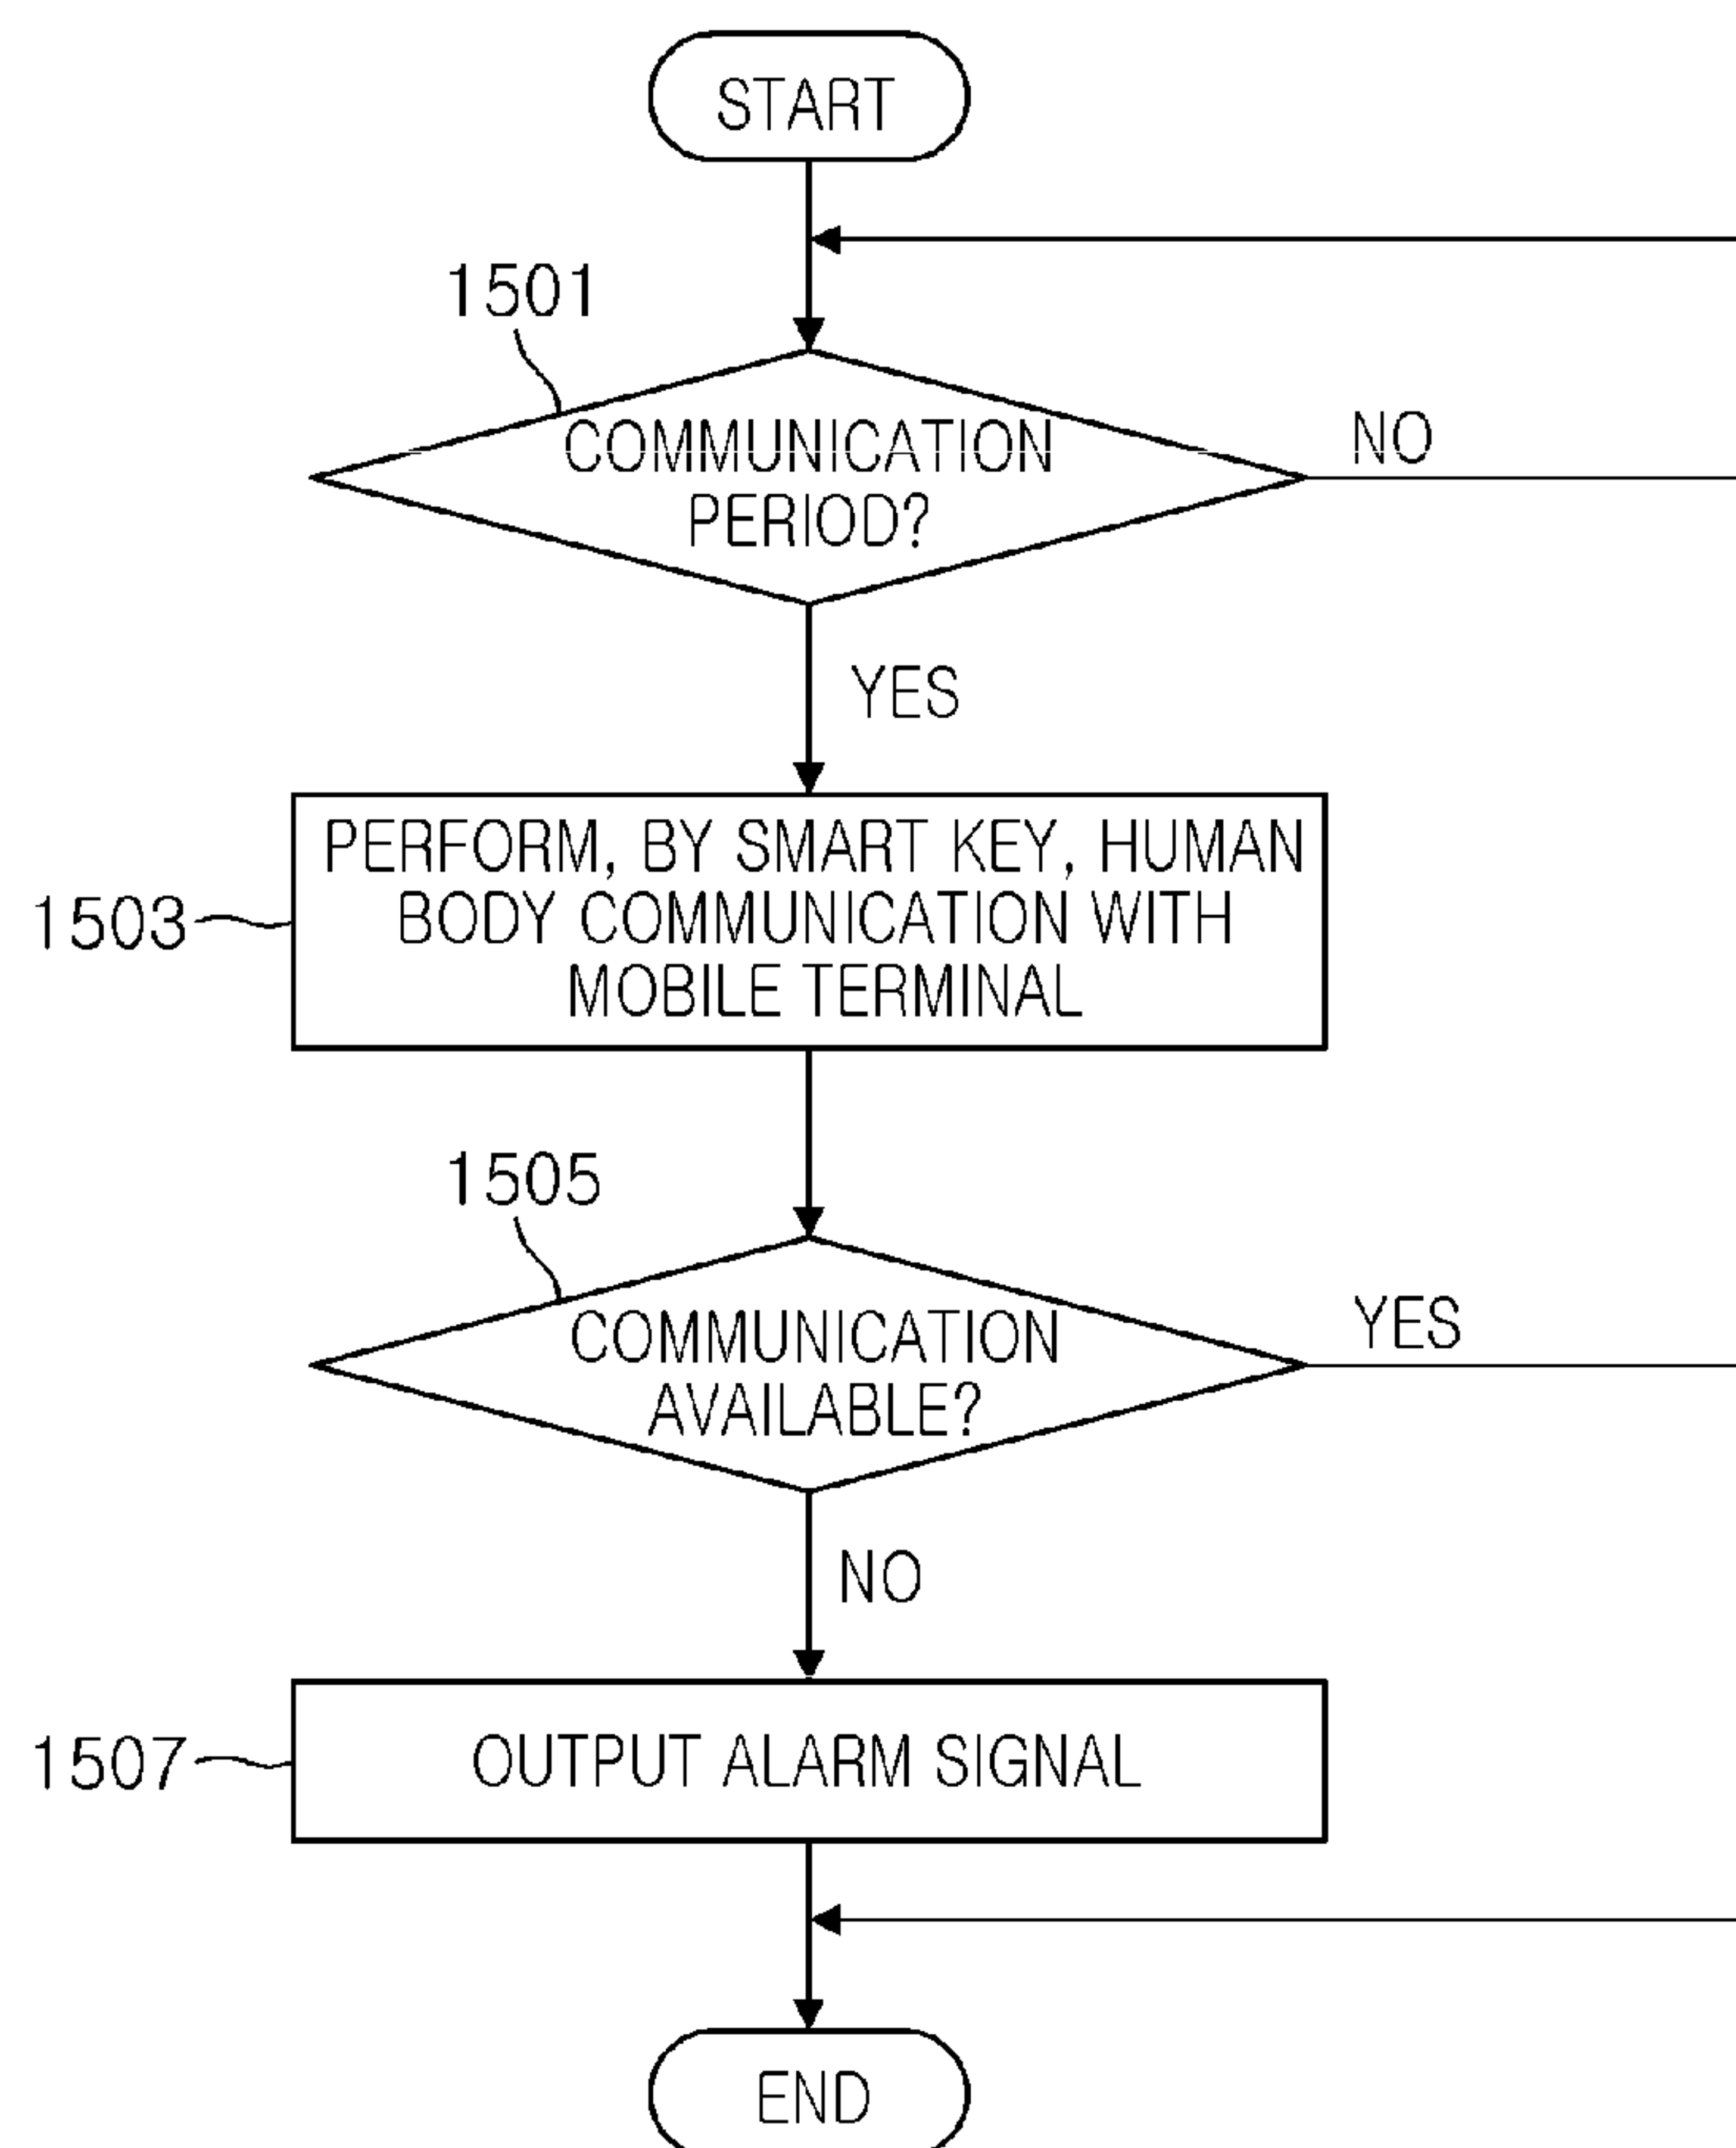 START
1501
COMMUNICATION
PERIOD?
NO
YES
1503
PERFORM, BY SMART KEY, HUMAN
BODY COMMUNICATION WITH
MOBILE TERMINAL
1505
COMMUNICATION
AVAILABLE?
YES
NO
1507
OUTPUT ALARM SIGNAL
END